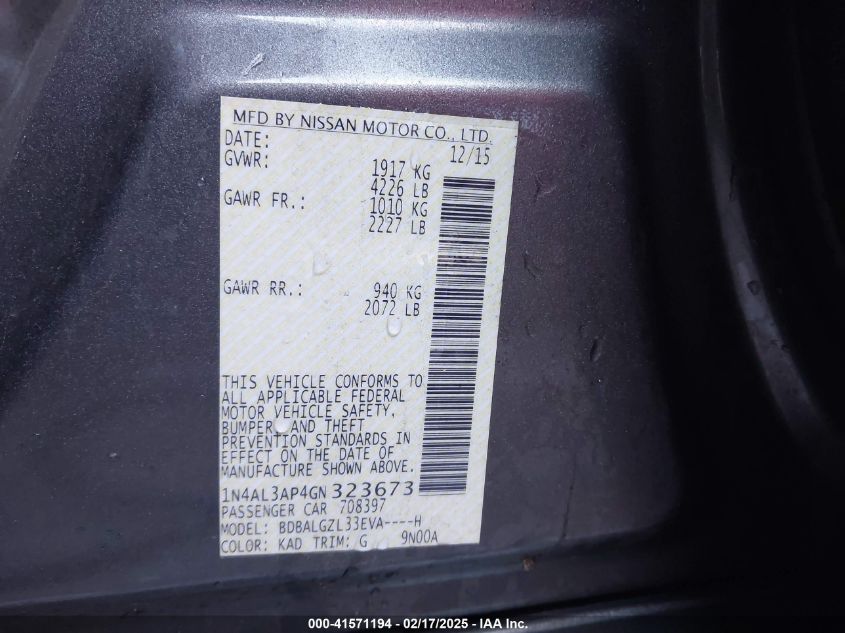 MFD BY NISSAN MOTOR CO., LTD.
DATE: 12/15
GVWR: 1917 KG
4226 LB
GAWR FR.: 1010 KG
2227 LB
GAWR RR.: 940 KG
2072 LB
THIS VEHICLE CONFORMS TO
ALL APPLICABLE FEDERAL
MOTOR VEHICLE SAFETY,
BUMPER, AND THEFT
PREVENTION STANDARDS IN
EFFECT ON THE DATE OF
MANUFACTURE SHOWN ABOVE.
1N4AL3AP4GN323673
PASSENGER CAR 708397
MODEL: BDBALGZL33EVA----H
COLOR: KAD TRIM: G 9N00A
000-41571194 - 02/17/2025 - IAA Inc.